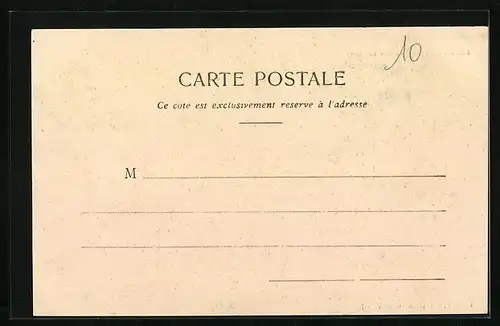 10
CARTE POSTALE
Ce cote est exclusivement reserve à l'adresse
M